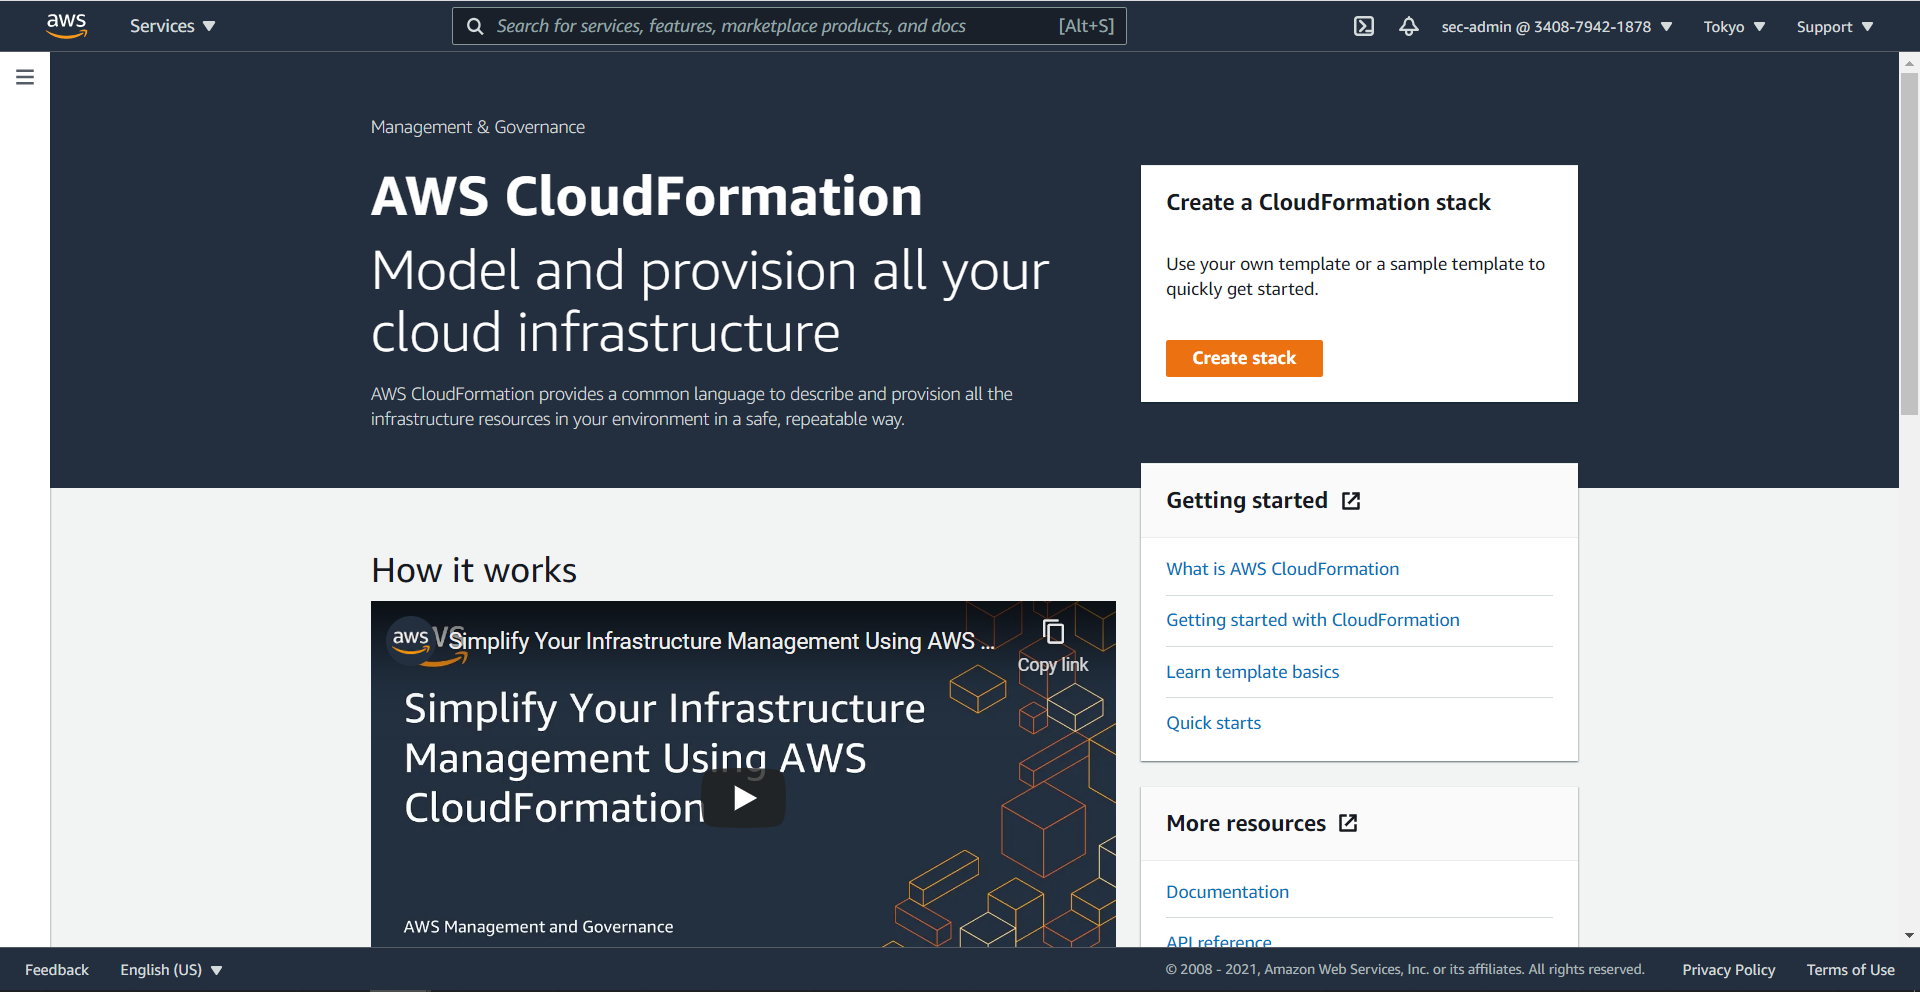 aws
Services
Search for services, features, marketplace products, and docs
[Alt+S]
sec-admin @ 3408-7942-1878
Tokyo
Support
Management & Governance
AWS CloudFormation
Model and provision all your
cloud infrastructure
AWS CloudFormation provides a common language to describe and provision all the
infrastructure resources in your environment in a safe, repeatable way.
Create a CloudFormation stack
Use your own template or a sample template to
quickly get started.
Create stack
Getting started
What is AWS CloudFormation
Getting started with CloudFormation
Learn template basics
Quick starts
How it works
aws
Simplify Your Infrastructure Management Using AWS ...
Copy link
Simplify Your Infrastructure
Management Using AWS
CloudFormation
AWS Management and Governance
More resources
Documentation
API reference
Feedback
English (US)
© 2008 - 2021, Amazon Web Services, Inc. or its affiliates. All rights reserved.
Privacy Policy
Terms of Use